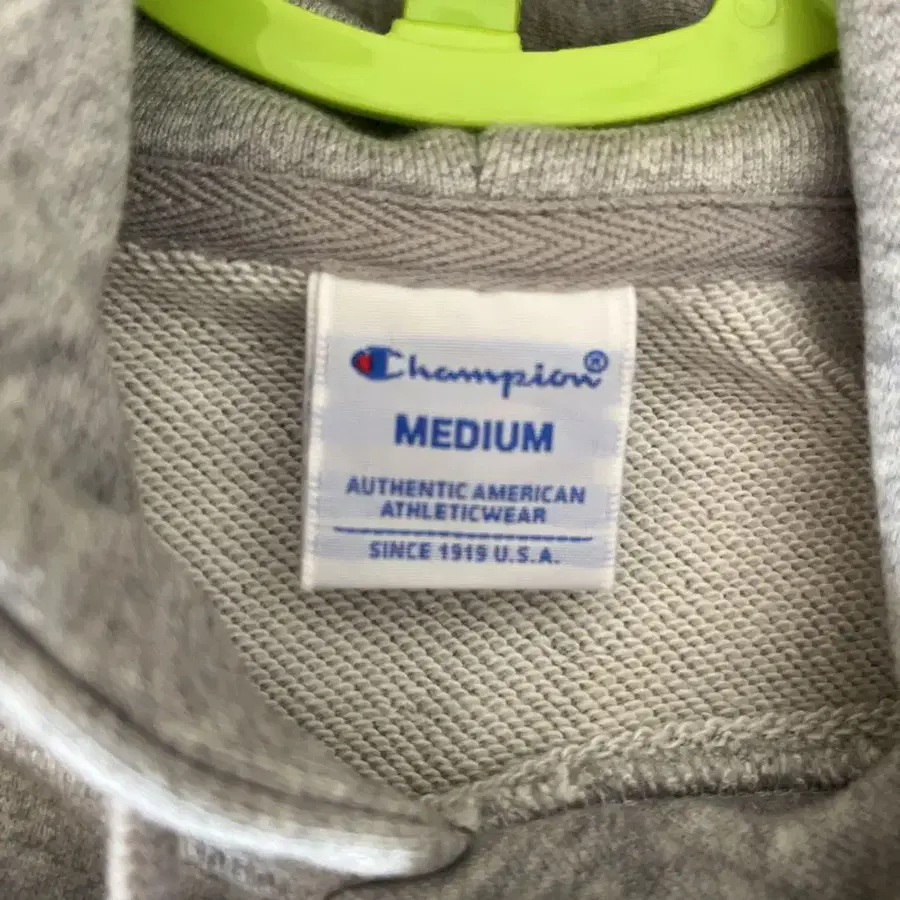 Champion®
MEDIUM
AUTHENTIC AMERICAN
ATHLETICWEAR
SINCE 1919 U.S.A.